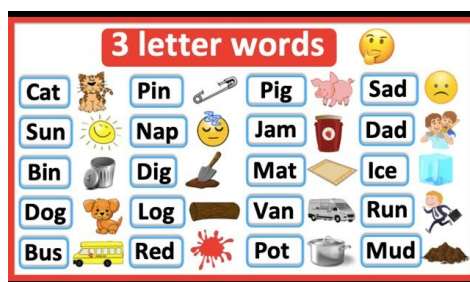 3 letter words
Cat Pin Pig Sad
Sun Nap Jam Dad
Bin Dig Mat Ice
Dog Log Van Run
Bus Red Pot Mud